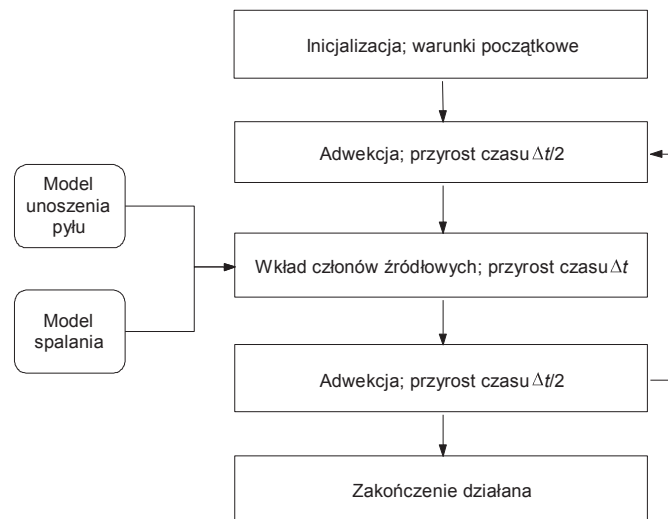 Inicjalizacja; warunki początkowe
Adwekcja; przyrost czasu Δt/2
Model
unoszenia
pyłu
Wkład członów źródłowych; przyrost czasu Δt
Model
spalania
Adwekcja; przyrost czasu Δt/2
Zakończenie działana